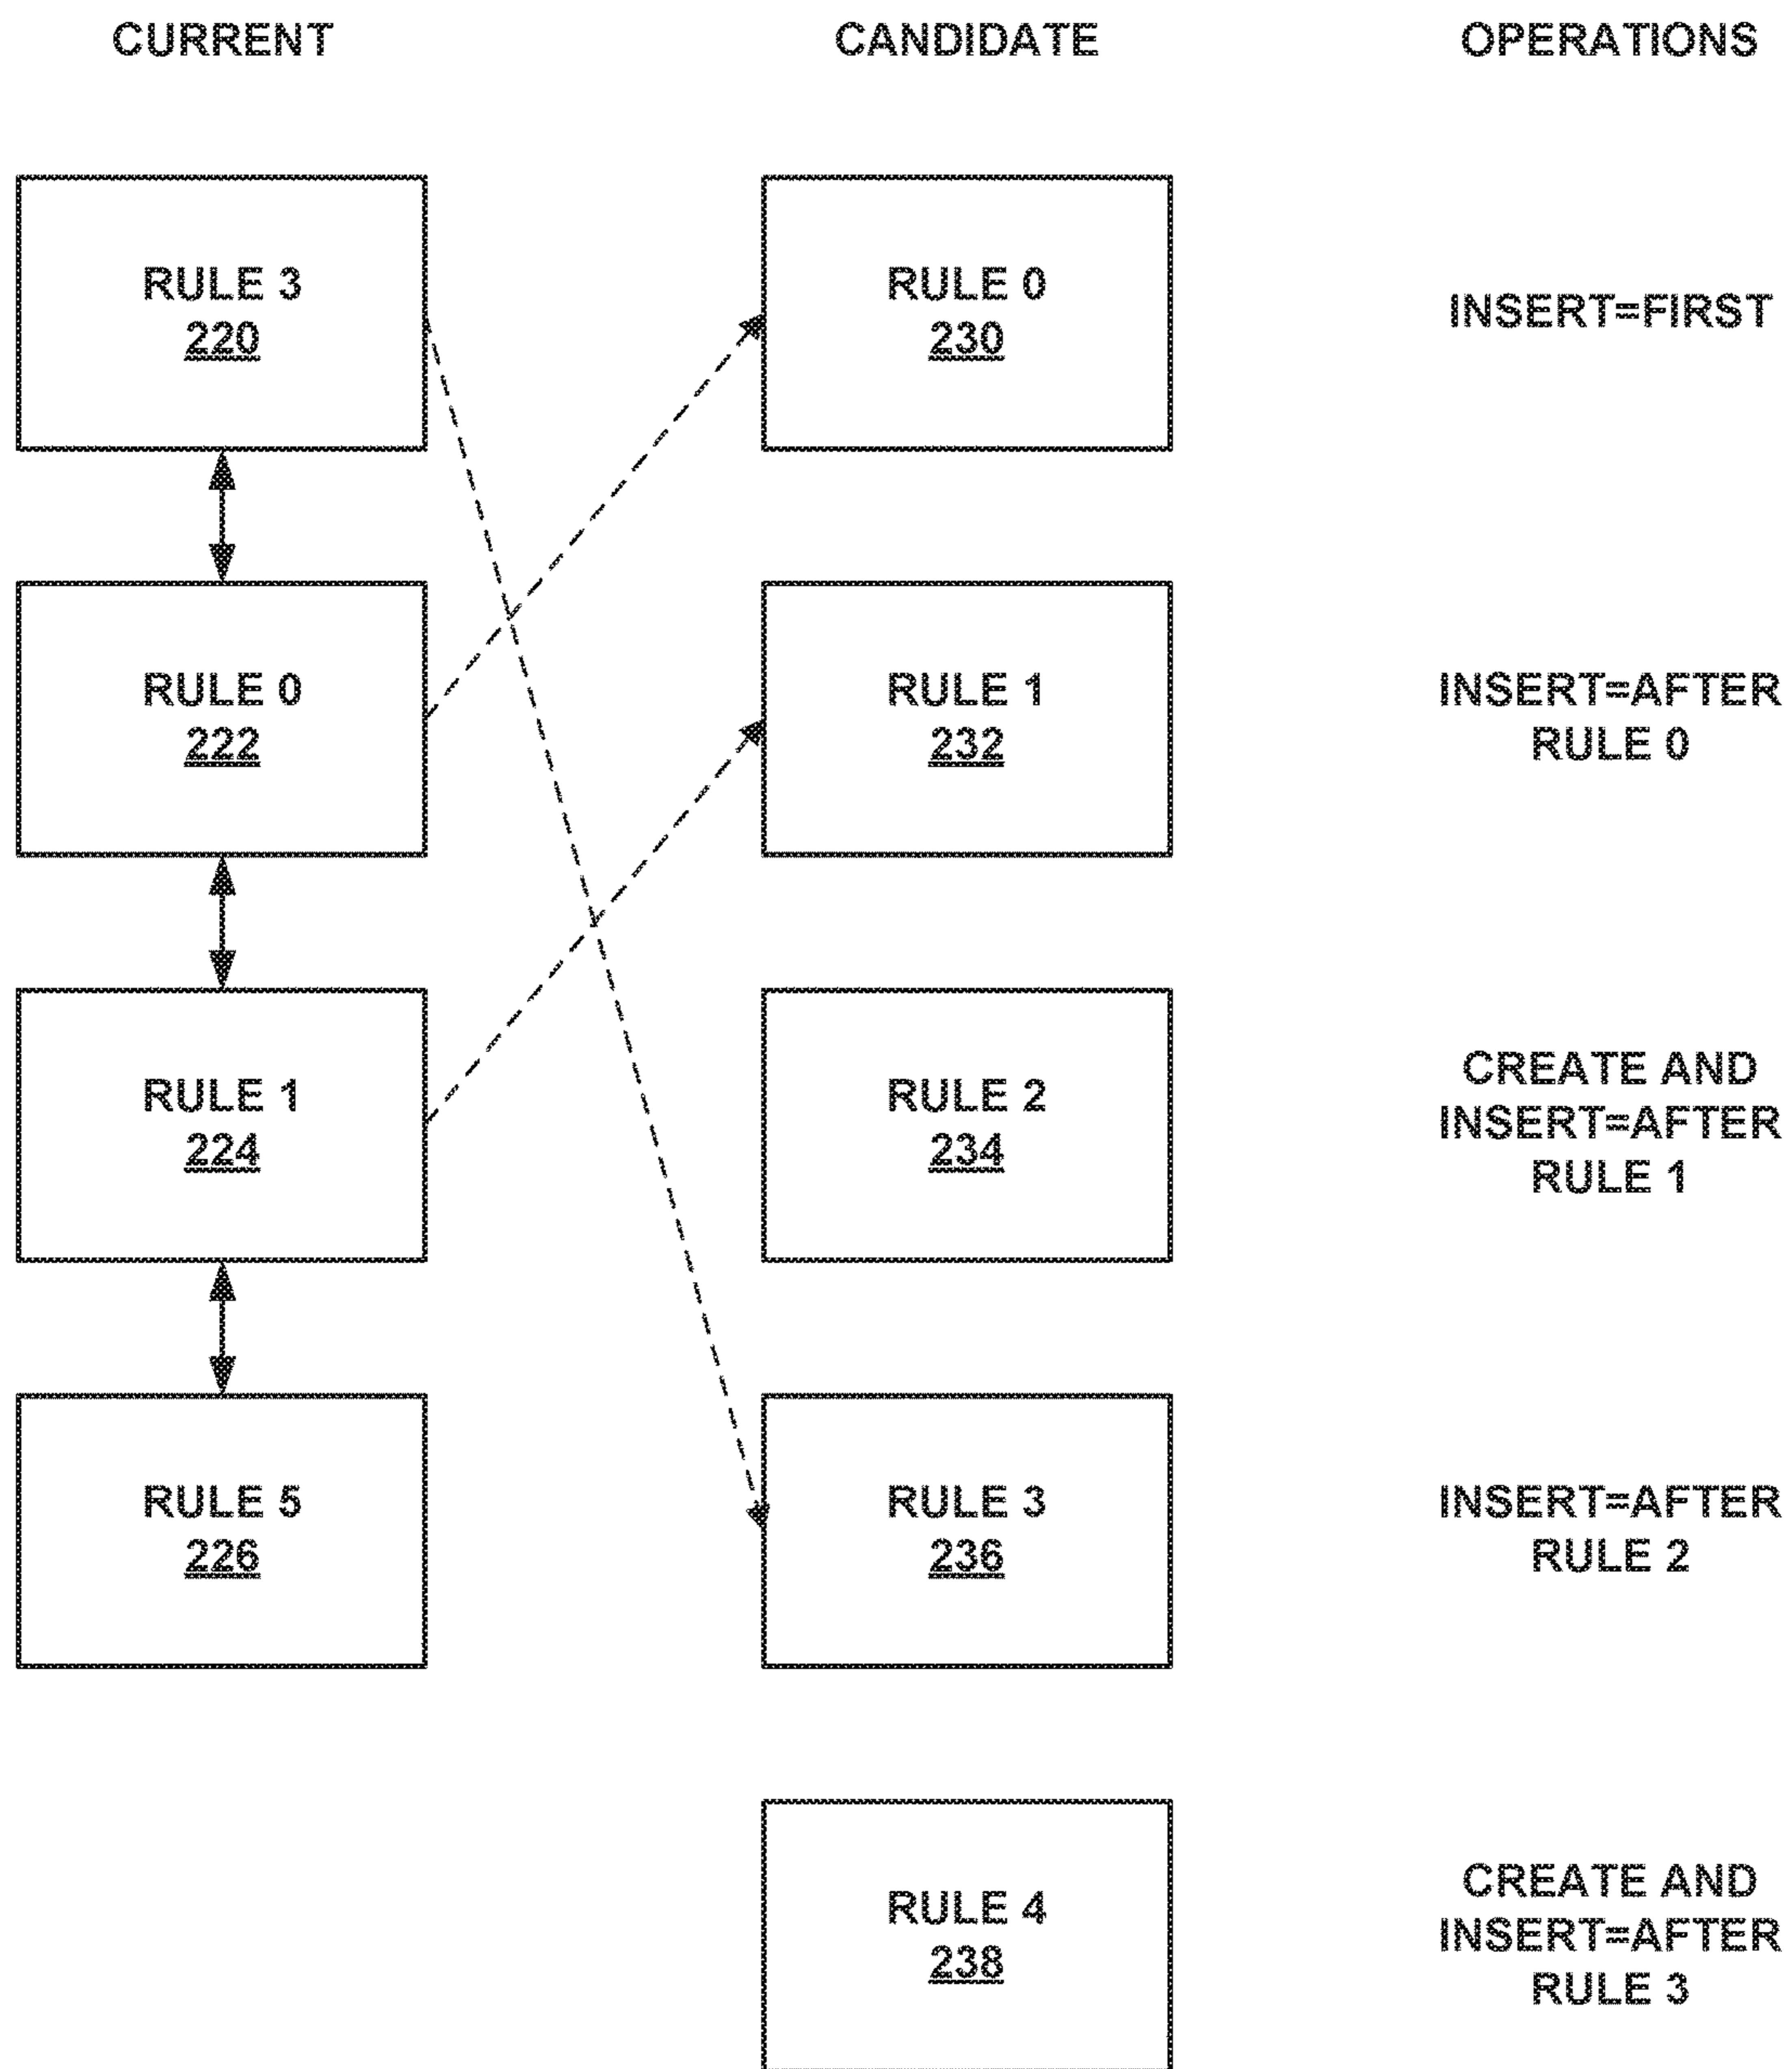 CURRENT
CANDIDATE
OPERATIONS
RULE 3
220
RULE 0
230
INSERT=FIRST
RULE 0
222
RULE 1
232
INSERT=AFTER
RULE 0
RULE 1
224
RULE 2
234
CREATE AND
INSERT=AFTER
RULE 1
RULE 5
226
RULE 3
236
INSERT=AFTER
RULE 2
RULE 4
238
CREATE AND
INSERT=AFTER
RULE 3